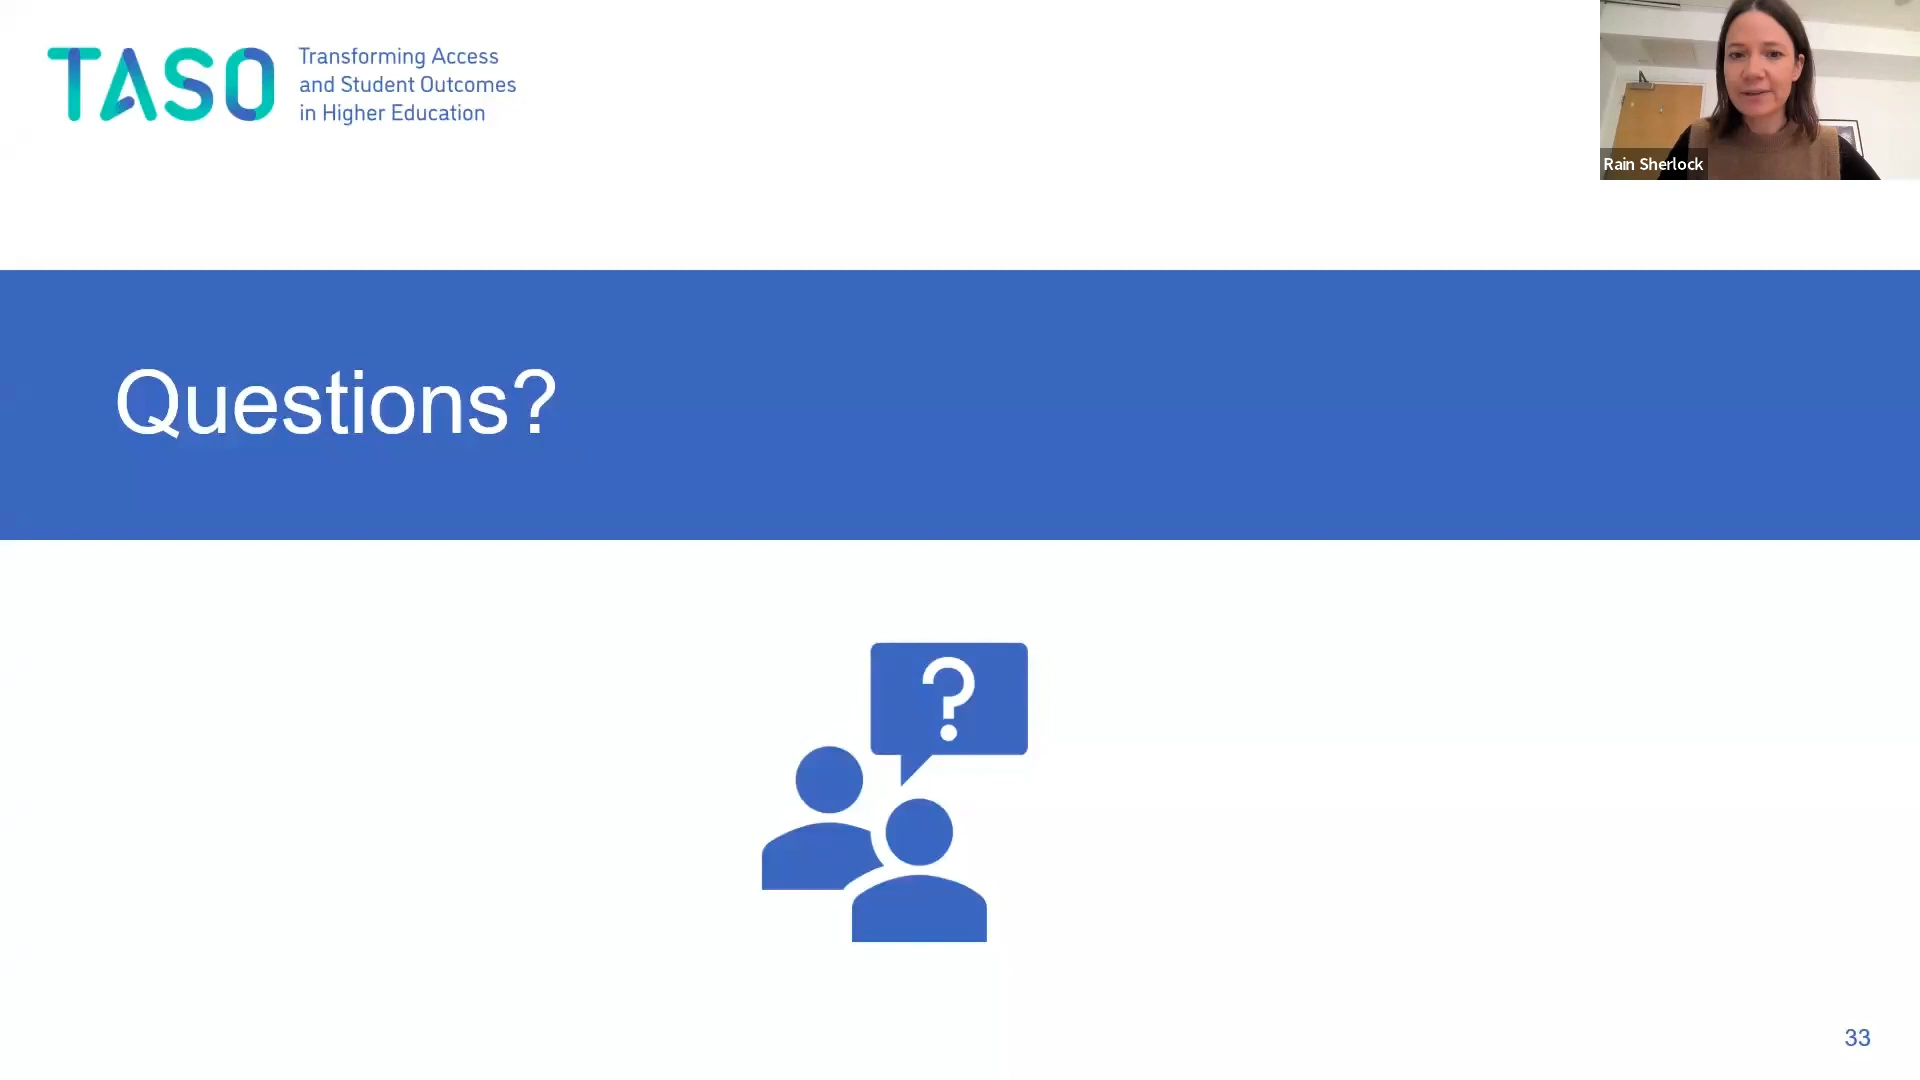 TASO
Transforming Access
and Student Outcomes
in Higher Education
Rain Sherlock
Questions?
?
33